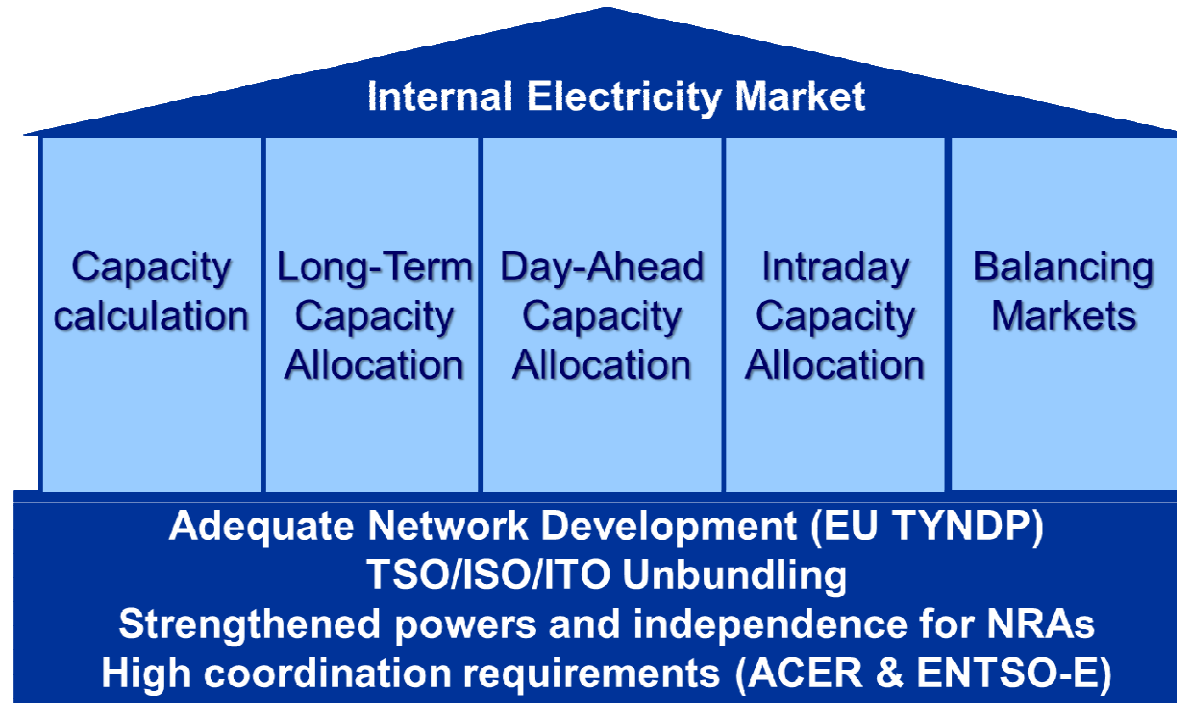 Internal Electricity Market
Capacity
calculation
Long-Term
Capacity
Allocation
Day-Ahead
Capacity
Allocation
Intraday
Capacity
Allocation
Balancing
Markets
Adequate Network Development (EU TYNDP)
TSO/ISO/ITO Unbundling
Strengthened powers and independence for NRAs
High coordination requirements (ACER & ENTSO-E)